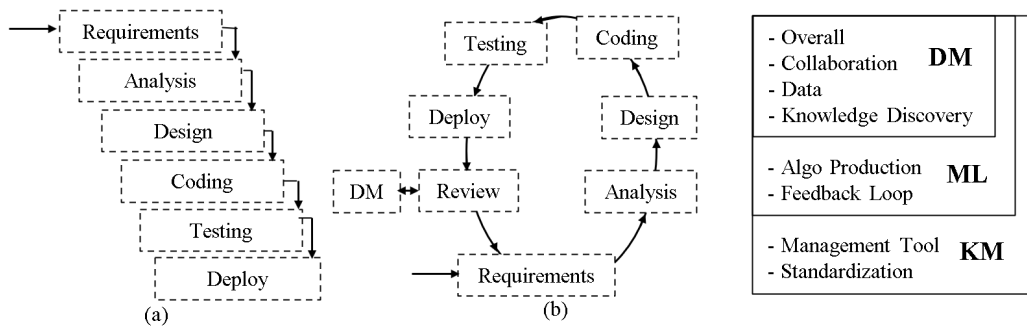 Requirements
Analysis
Design
Coding
Testing
Deploy
(a)
Testing
Coding
Deploy
Design
DM
Review
Analysis
Requirements
(b)
- Overall
- Collaboration
- Data
- Knowledge Discovery
DM
- Algo Production
- Feedback Loop
ML
- Management Tool
- Standardization
KM